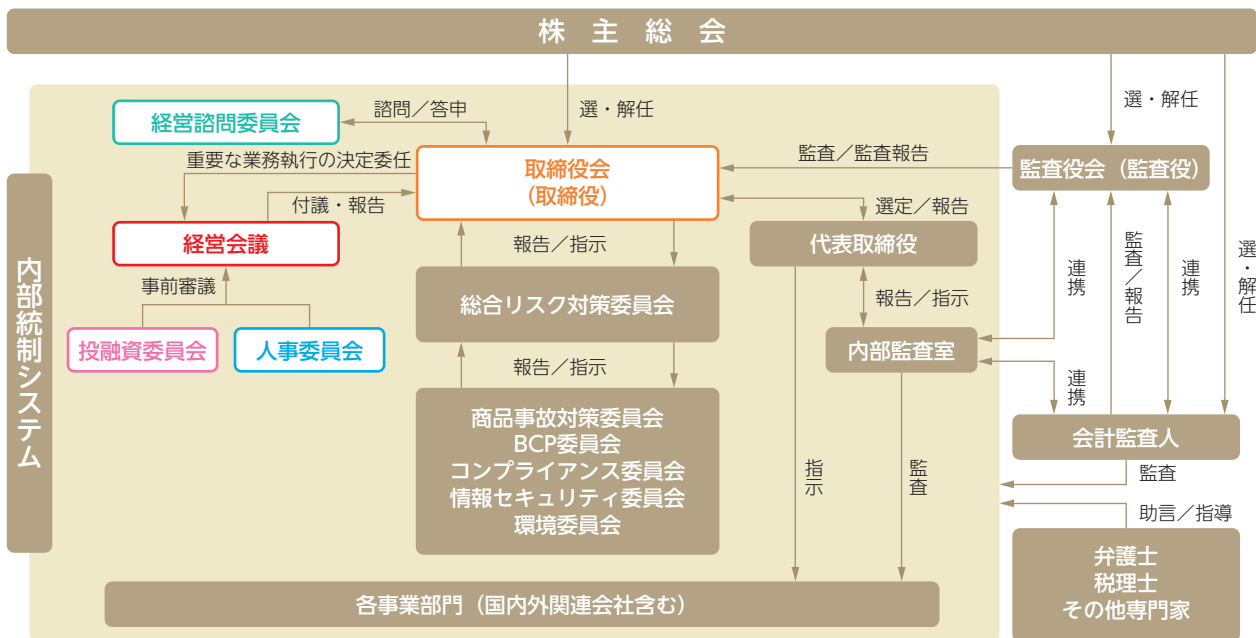 株主総会
経営諮問委員会
諮問／答申
選・解任
選・解任
重要な業務執行の決定委任
取締役会
（取締役）
監査／監査報告
監査役会（監査役）
付議・報告
選定／報告
経営会議
報告／指示
代表取締役
事前審議
総合リスク対策委員会
報告／指示
連携
監査／報告
連携
選・解任
投融資委員会
人事委員会
内部監査室
報告／指示
連携
内部統制システム
商品事故対策委員会
BCP委員会
コンプライアンス委員会
情報セキュリティ委員会
環境委員会
指示
監査
会計監査人
監査
助言／指導
弁護士
税理士
その他専門家
各事業部門（国内外関連会社含む）